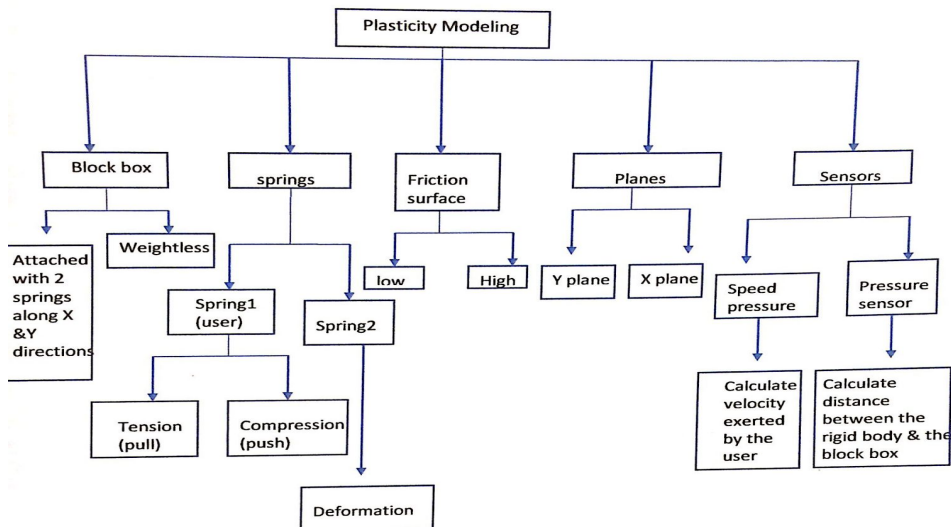 Plasticity Modeling
Block box
springs
Friction
surface
Planes
Sensors
Attached
with 2
springs
along X
&Y
directions
Weightless
Spring1
(user)
Spring2
low
High
Y plane
X plane
Speed
pressure
Pressure
sensor
Tension
(pull)
Compression
(push)
Deformation
Calculate
velocity
exerted
by the
user
Calculate
distance
between the
rigid body & the
block box